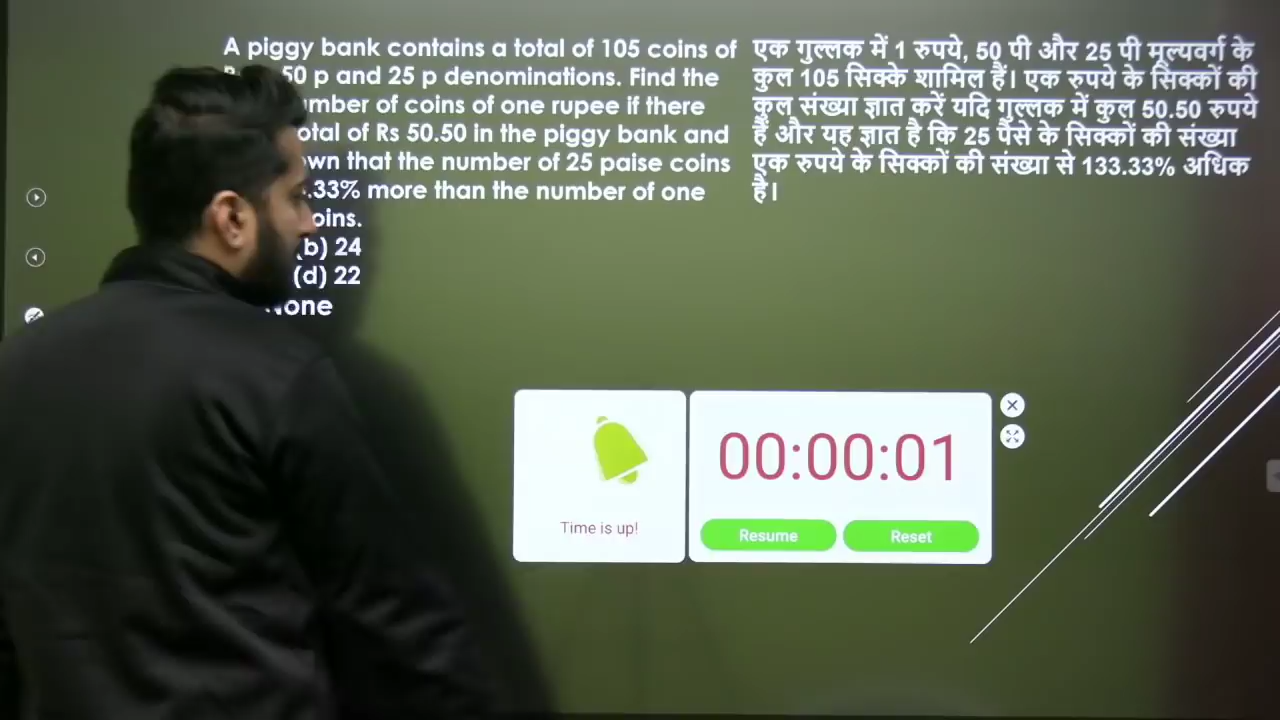 A piggy bank contains a total of 105 coins of
50 p and 25 p denominations. Find the
of coins of one rupee if there
of Rs 50.50 in the piggy bank and
that the number of 25 paise coins
.33% more than the number of one
oins.
(b) 24
(d) 22
None
एक गुल्लक में 1 रुपये, 50 पी और 25 पी मूल्यवर्ग के
कुल 105 सिक्के शामिल हैं। एक रुपये के सिक्कों की
कुल संख्या ज्ञात करें यदि गुल्लक में कुल 50.50 रुपये
हैं और यह ज्ञात है कि 25 पैसे के सिक्कों की संख्या
एक रुपये के सिक्कों की संख्या से 133.33% अधिक
है।
00:00:01
Time is up!
Resume
Reset